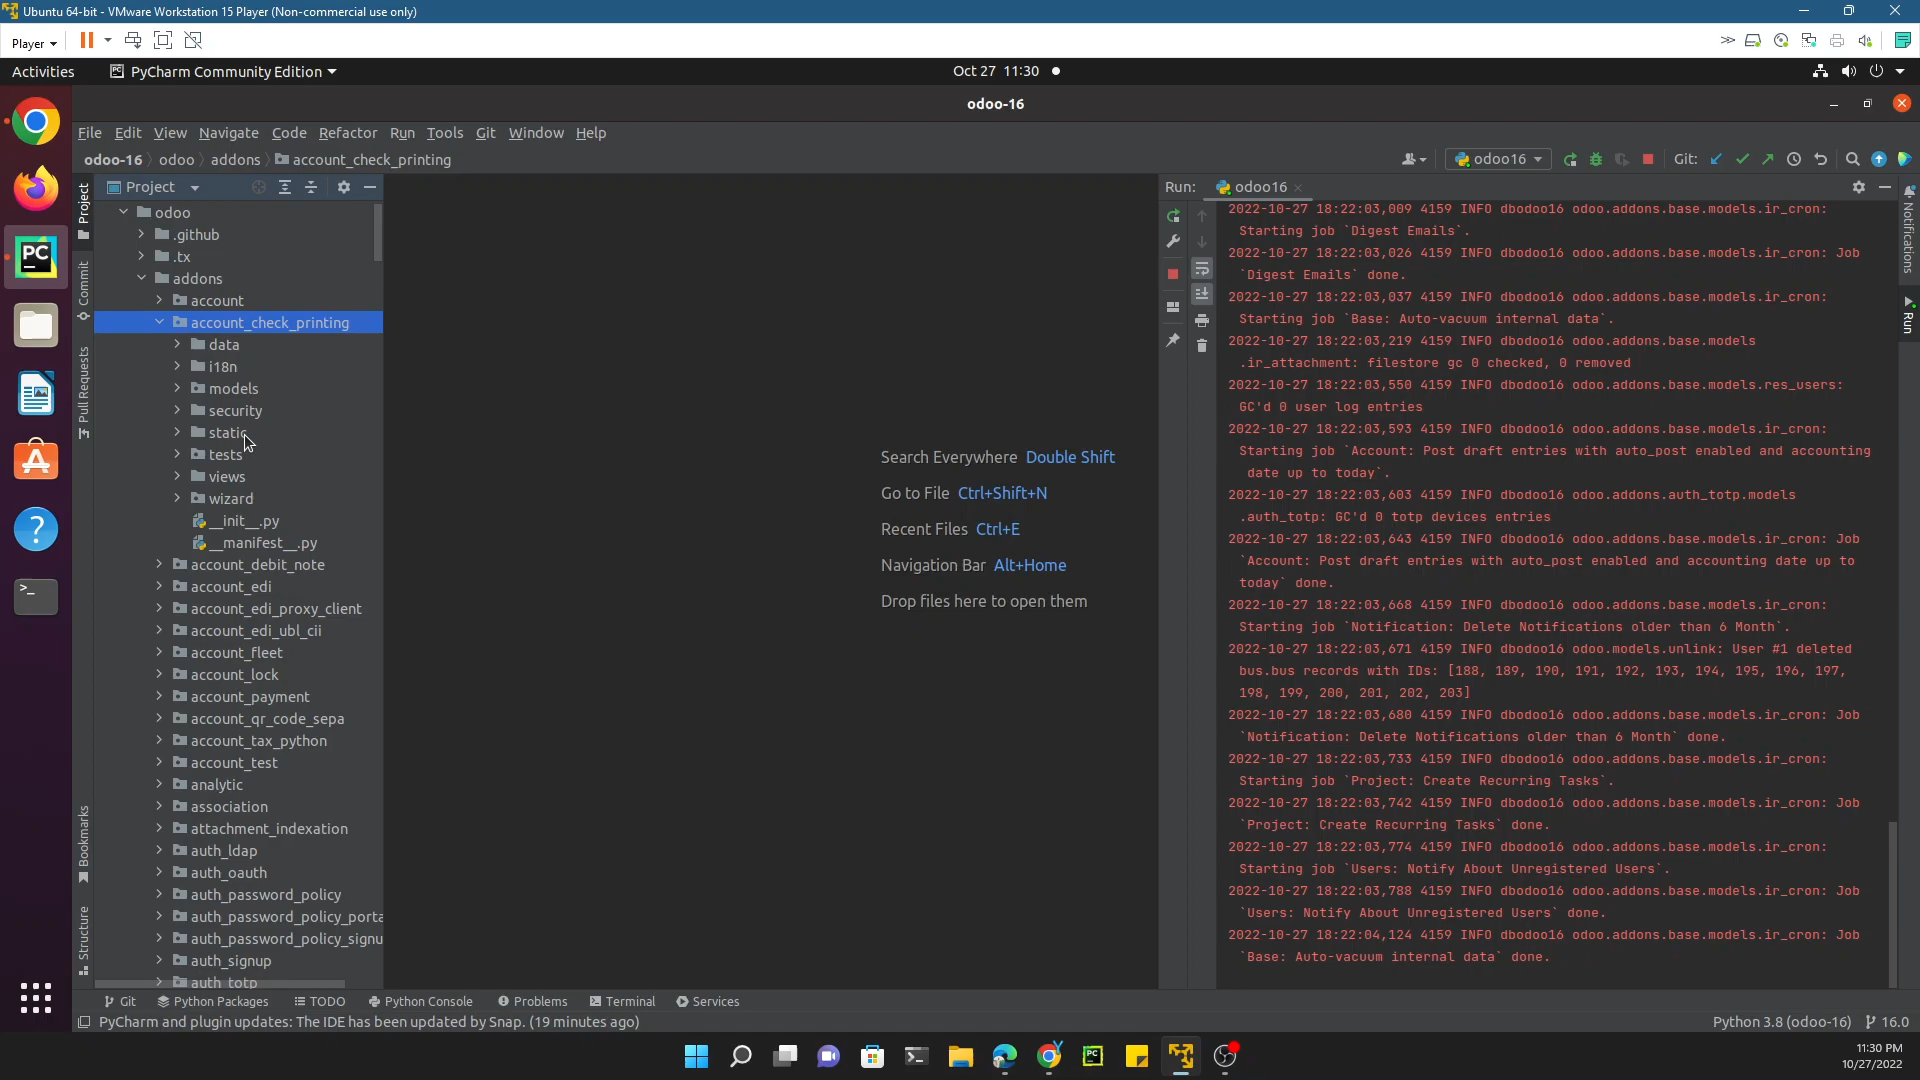 Ubuntu 64-bit - VMware Workstation 15 Player (Non-commercial use only)
Player
Activities
PyCharm Community Edition
Oct 27 11:30
odoo-16
File Edit View Navigate Code Refactor Run Tools Git Window Help
odoo-16 odoo addons account_check_printing
odoo16
Git:
Project
Project
Commit
Pull Requests
Bookmarks
Structure
odoo
.github
.tx
addons
account
account_check_printing
data
i18n
models
security
static
tests
views
wizard
__init__.py
__manifest__.py
account_debit_note
account_edi
account_edi_proxy_client
account_edi_ubl_cii
account_fleet
account_lock
account_payment
account_qr_code_sepa
account_tax_python
account_test
analytic
association
attachment_indexation
auth_ldap
auth_oauth
auth_password_policy
auth_password_policy_porta
auth_password_policy_signu
auth_signup
auth_totp
Search Everywhere Double Shift
Go to File Ctrl+Shift+N
Recent Files Ctrl+E
Navigation Bar Alt+Home
Drop files here to open them
Run: odoo16
2022-10-27 18:22:03,009 4159 INFO dbodoo16 odoo.addons.base.models.ir_cron:
Starting job `Digest Emails`.
2022-10-27 18:22:03,026 4159 INFO dbodoo16 odoo.addons.base.models.ir_cron: Job
`Digest Emails` done.
2022-10-27 18:22:03,037 4159 INFO dbodoo16 odoo.addons.base.models.ir_cron:
Starting job `Base: Auto-vacuum internal data`.
2022-10-27 18:22:03,219 4159 INFO dbodoo16 odoo.addons.base.models
.ir_attachment: filestore gc 0 checked, 0 removed
2022-10-27 18:22:03,550 4159 INFO dbodoo16 odoo.addons.base.models.res_users:
GC'd 0 user log entries
2022-10-27 18:22:03,593 4159 INFO dbodoo16 odoo.addons.base.models.ir_cron:
Starting job `Account: Post draft entries with auto_post enabled and accounting
date up to today`.
2022-10-27 18:22:03,603 4159 INFO dbodoo16 odoo.addons.auth_totp.models
.auth_totp: GC'd 0 totp devices entries
2022-10-27 18:22:03,643 4159 INFO dbodoo16 odoo.addons.base.models.ir_cron: Job
`Account: Post draft entries with auto_post enabled and accounting date up to
today` done.
2022-10-27 18:22:03,668 4159 INFO dbodoo16 odoo.addons.base.models.ir_cron:
Starting job `Notification: Delete Notifications older than 6 Month`.
2022-10-27 18:22:03,671 4159 INFO dbodoo16 odoo.models.unlink: User #1 deleted
bus.bus records with IDs: [188, 189, 190, 191, 192, 193, 194, 195, 196, 197,
198, 199, 200, 201, 202, 203]
2022-10-27 18:22:03,680 4159 INFO dbodoo16 odoo.addons.base.models.ir_cron: Job
`Notification: Delete Notifications older than 6 Month` done.
2022-10-27 18:22:03,733 4159 INFO dbodoo16 odoo.addons.base.models.ir_cron:
Starting job `Project: Create Recurring Tasks`.
2022-10-27 18:22:03,742 4159 INFO dbodoo16 odoo.addons.base.models.ir_cron: Job
`Project: Create Recurring Tasks` done.
2022-10-27 18:22:03,774 4159 INFO dbodoo16 odoo.addons.base.models.ir_cron:
Starting job `Users: Notify About Unregistered Users`.
2022-10-27 18:22:03,788 4159 INFO dbodoo16 odoo.addons.base.models.ir_cron: Job
`Users: Notify About Unregistered Users` done.
2022-10-27 18:22:04,124 4159 INFO dbodoo16 odoo.addons.base.models.ir_cron: Job
`Base: Auto-vacuum internal data` done.
Notifications
Run
Git Python Packages TODO Python Console Problems Terminal Services
PyCharm and plugin updates: The IDE has been updated by Snap. (19 minutes ago)
Python 3.8 (odoo-16) 16.0
11:30 PM
10/27/2022